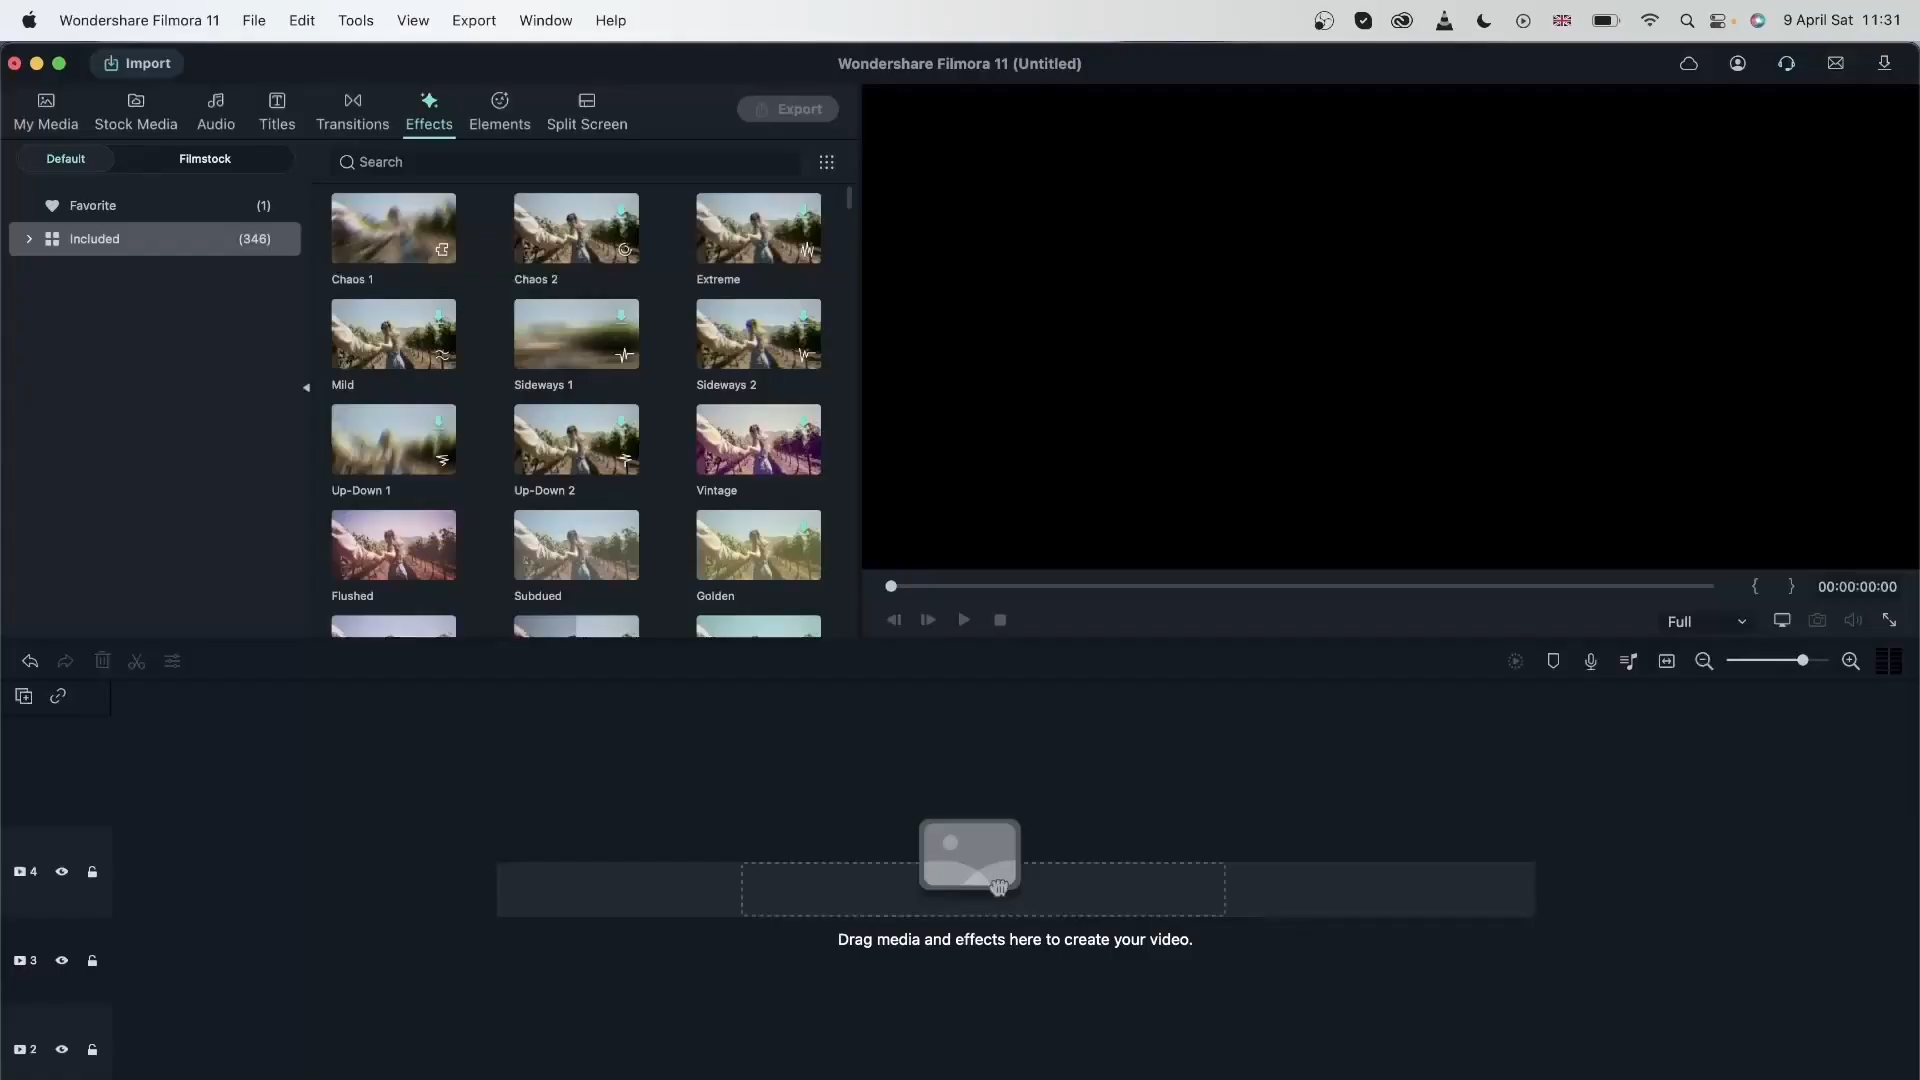 Wondershare Filmora 11 File Edit Tools View Export Window Help 9 April Sat 11:31
Import Wondershare Filmora 11 (Untitled)
My Media Stock Media Audio Titles Transitions Effects Elements Split Screen Export
Default Filmstock Search
Favorite (1)
Included (346)
Chaos 1 Chaos 2 Extreme
Mild Sideways 1 Sideways 2
Up-Down 1 Up-Down 2 Vintage
Flushed Subdued Golden
{ } 00:00:00:00
Full
Drag media and effects here to create your video.
4
3
2